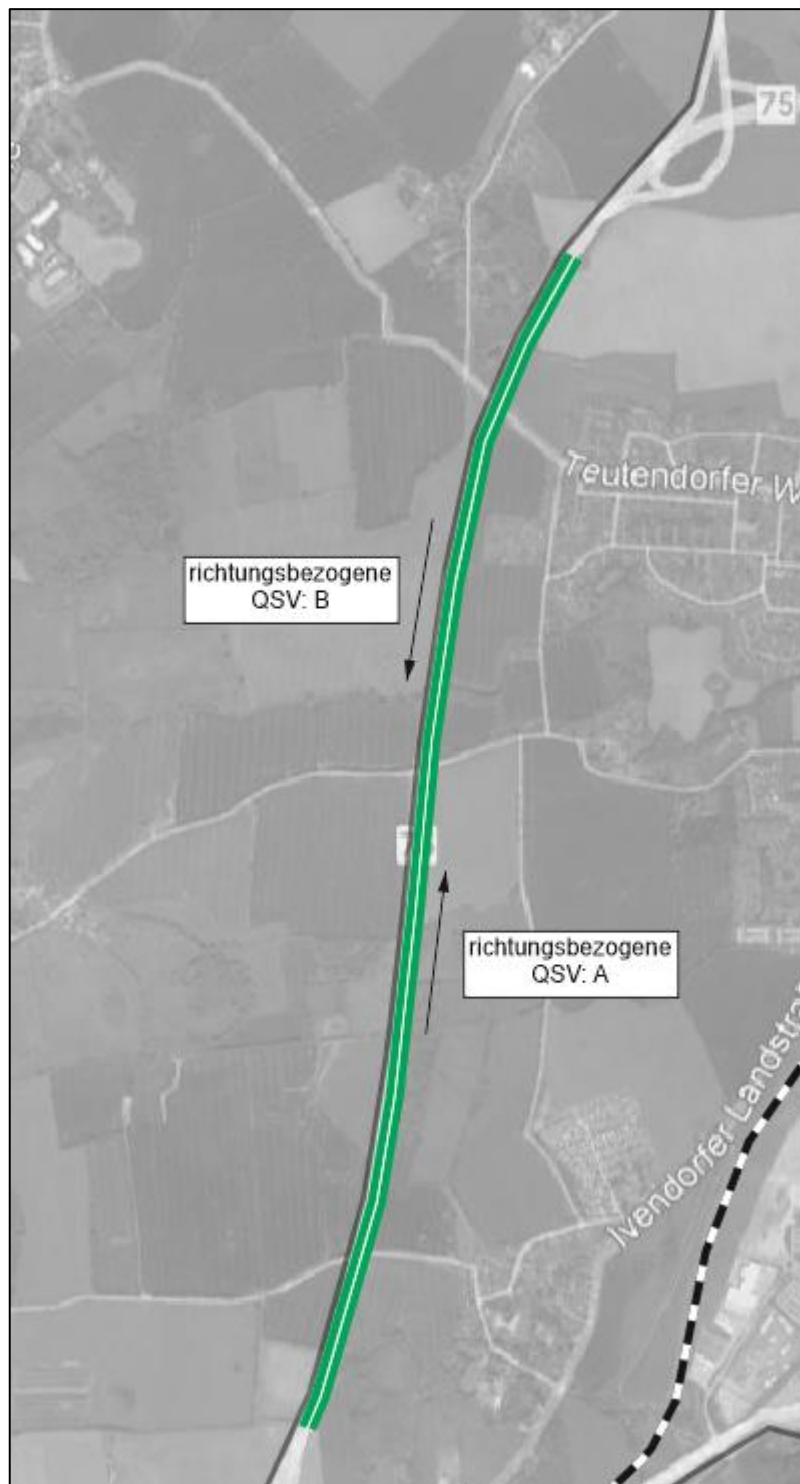 75
Teutendorfer W
richtungsbezogene
QSV: B
richtungsbezogene
QSV: A
Ivendorfer Landstra